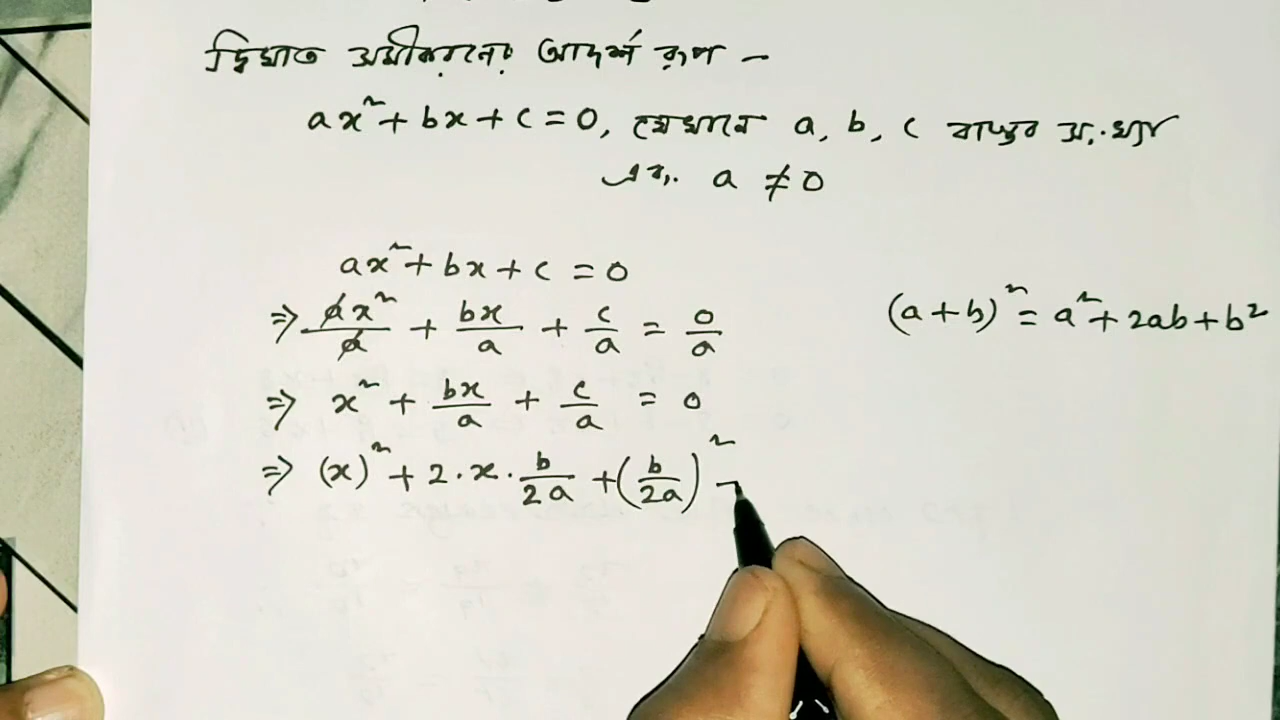 দ্বিঘাত সমীকরনের আদর্শ রূপ –
ax² + bx + c = 0, যেখানে a, b, c বাস্তব সংখ্যা
এবং a ≠ 0
ax² + bx + c = 0
(a + b)² = a² + 2ab + b²
⇒ ax²/a + bx/a + c/a = 0/a
⇒ x² + bx/a + c/a = 0
⇒ (x)² + 2·x·b/2a + (b/2a)² –